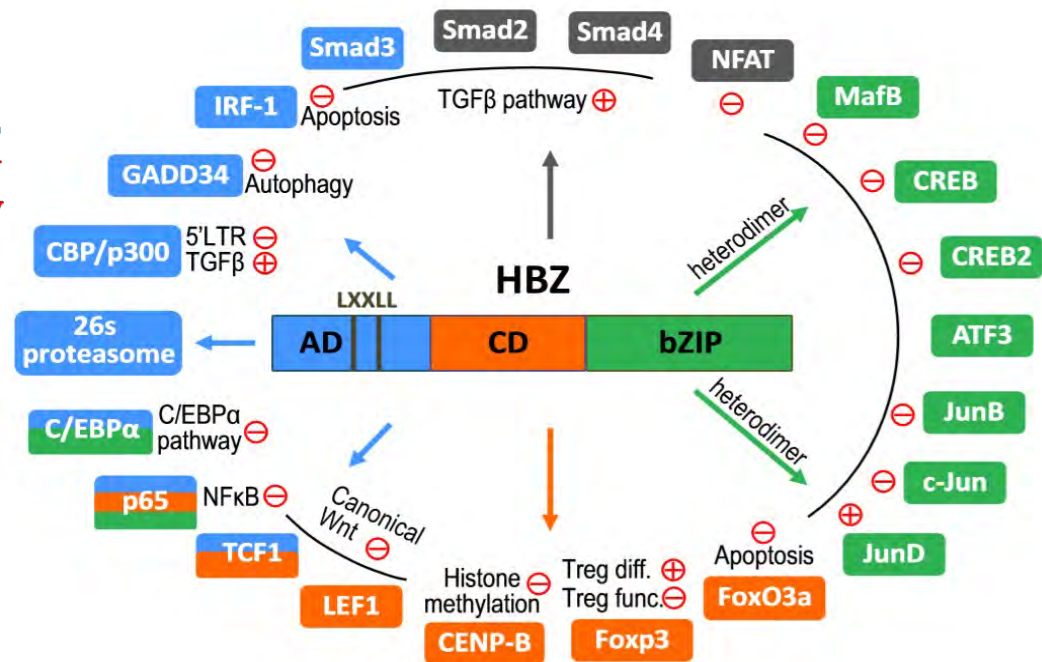 Smad3
Smad2
Smad4
NFAT
MafB
CREB
CREB2
ATF3
JunB
c-Jun
JunD
IRF-1
⊖
Apoptosis
TGFβ pathway ⊕
⊖
⊖
⊖
⊖
⊖
⊖
⊕
GADD34
⊖
Autophagy
CBP/p300
5'LTR ⊖
TGFβ ⊕
26s
proteasome
HBZ
LXXLL
AD
CD
bZIP
heterodimer
heterodimer
C/EBPα
C/EBPα
pathway ⊖
p65
NFκB ⊖
TCF1
LEF1
Canonical
Wnt ⊖
Histone
methylation ⊖
CENP-B
Treg diff. ⊕
Treg func. ⊖
Foxp3
⊖
Apoptosis
FoxO3a